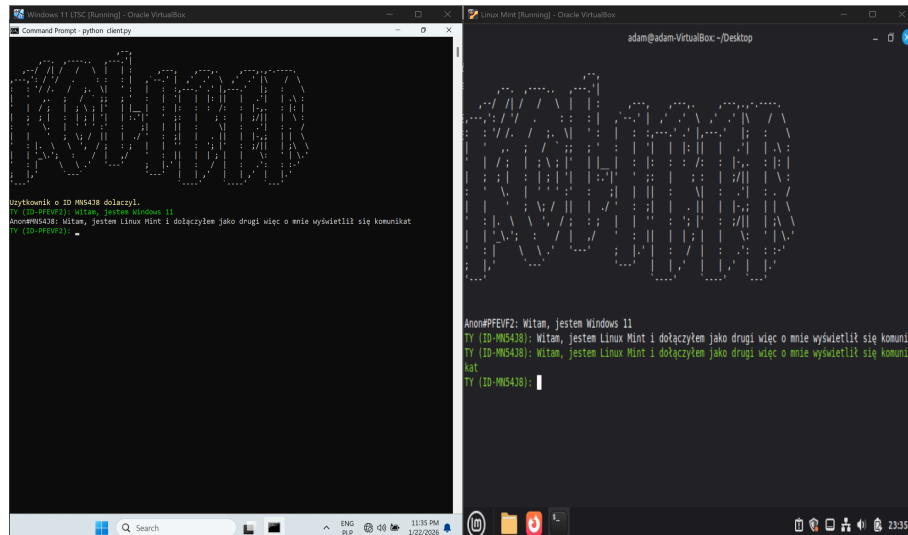 Windows 11 LTSC [Running] - Oracle VirtualBox
Command Prompt - python client.py
Uzytkownik o ID MN54J8 dolaczyl.
TY (ID-PFEVF2): Witam, jestem Windows 11
Anon#MN54J8: Witam, jestem Linux Mint i dołączyłem jako drugi więc o mnie wyświetlił się komunikat
TY (ID-PFEVF2):
Search
ENG
PLP
11:35 PM
1/22/2026
Linux Mint [Running] - Oracle VirtualBox
adam@adam-VirtualBox: ~/Desktop
Anon#PFEVF2: Witam, jestem Windows 11
TY (ID-MN54J8): Witam, jestem Linux Mint i dołączyłem jako drugi więc o mnie wyświetlił się komuni
TY (ID-MN54J8): Witam, jestem Linux Mint i dołączyłem jako drugi więc o mnie wyświetlił się komuni
kat
TY (ID-MN54J8):
23:35